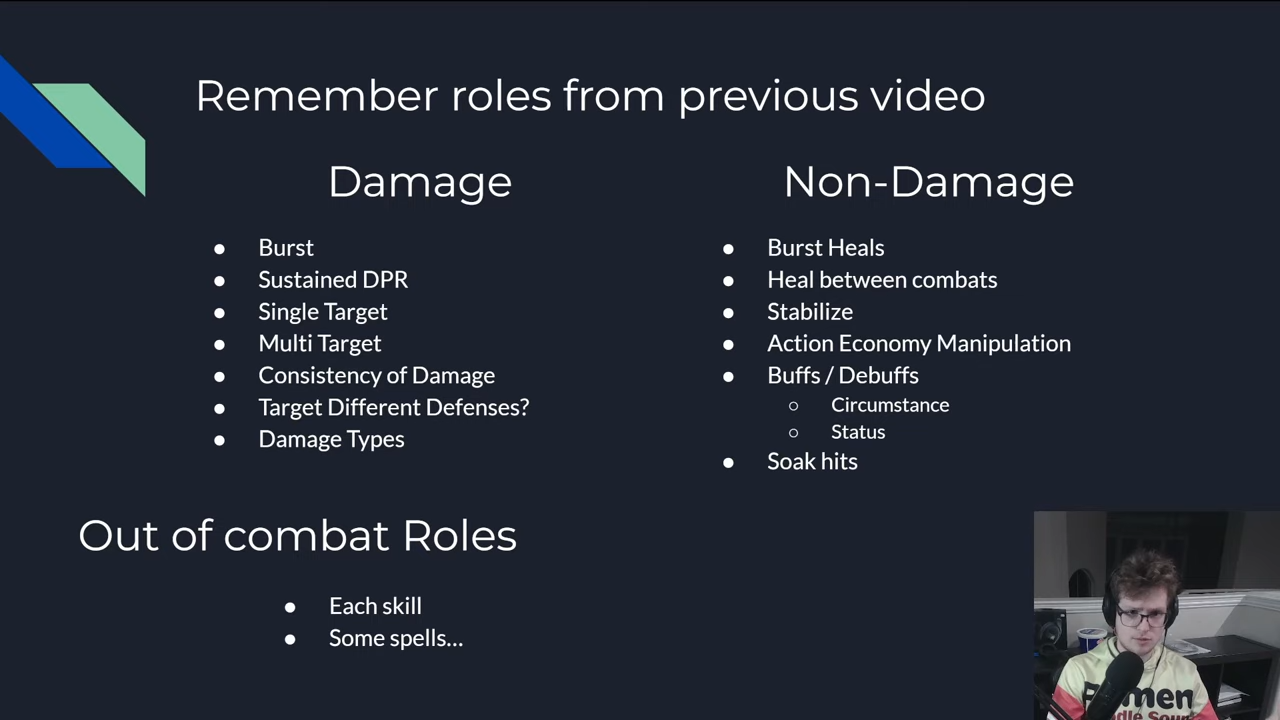 Remember roles from previous video
Damage
● Burst
● Sustained DPR
● Single Target
● Multi Target
● Consistency of Damage
● Target Different Defenses?
● Damage Types
Non-Damage
● Burst Heals
● Heal between combats
● Stabilize
● Action Economy Manipulation
● Buffs / Debuffs
○ Circumstance
○ Status
● Soak hits
Out of combat Roles
● Each skill
● Some spells...